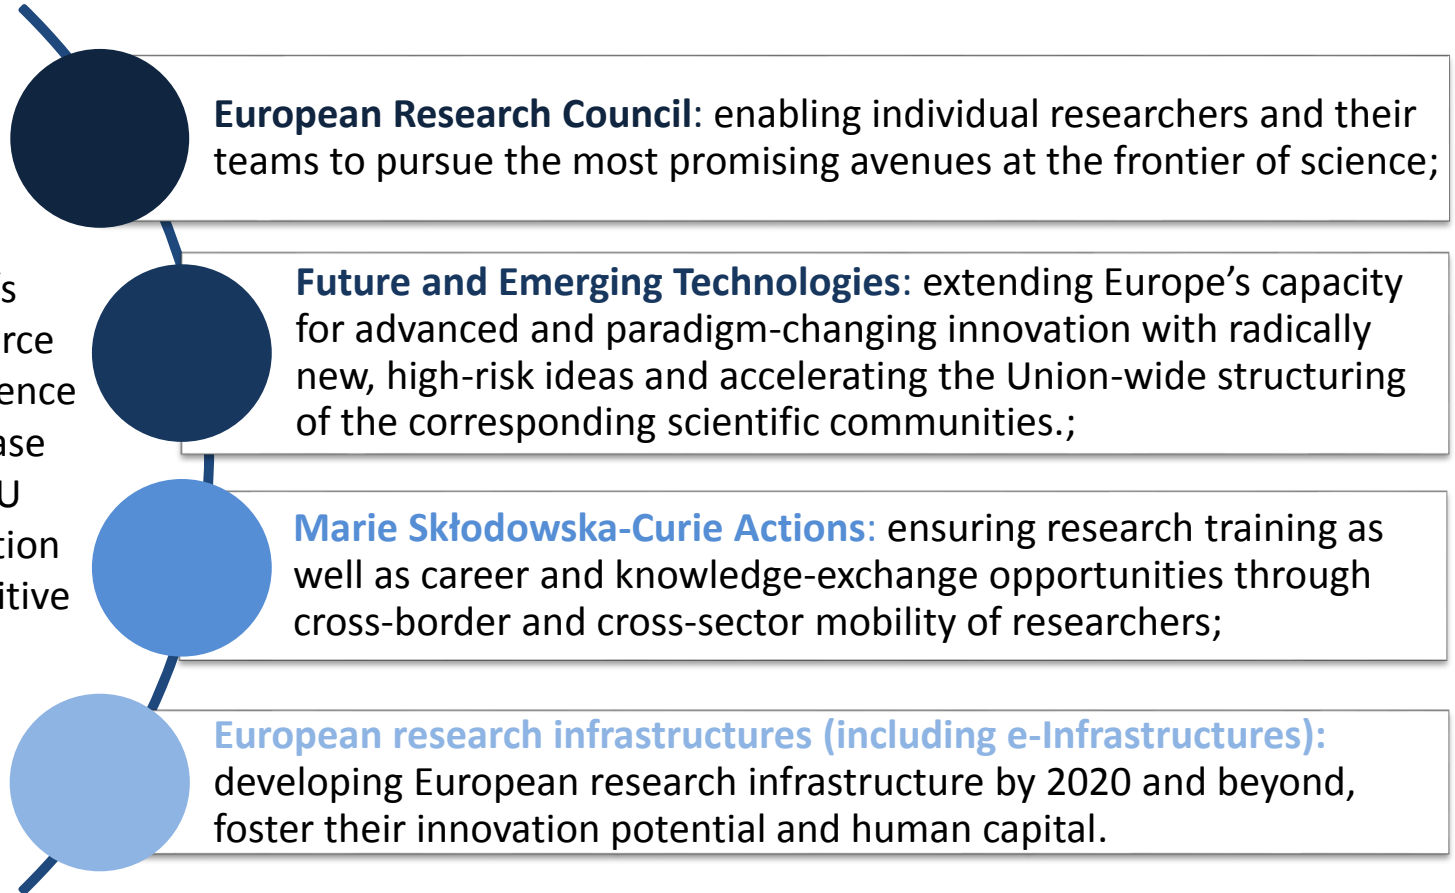 European Research Council: enabling individual researchers and their
teams to pursue the most promising avenues at the frontier of science;
Future and Emerging Technologies: extending Europe’s capacity
for advanced and paradigm-changing innovation with radically
new, high-risk ideas and accelerating the Union-wide structuring
of the corresponding scientific communities.;
Marie Skłodowska-Curie Actions: ensuring research training as
well as career and knowledge-exchange opportunities through
cross-border and cross-sector mobility of researchers;
European research infrastructures (including e-Infrastructures):
developing European research infrastructure by 2020 and beyond,
foster their innovation potential and human capital.